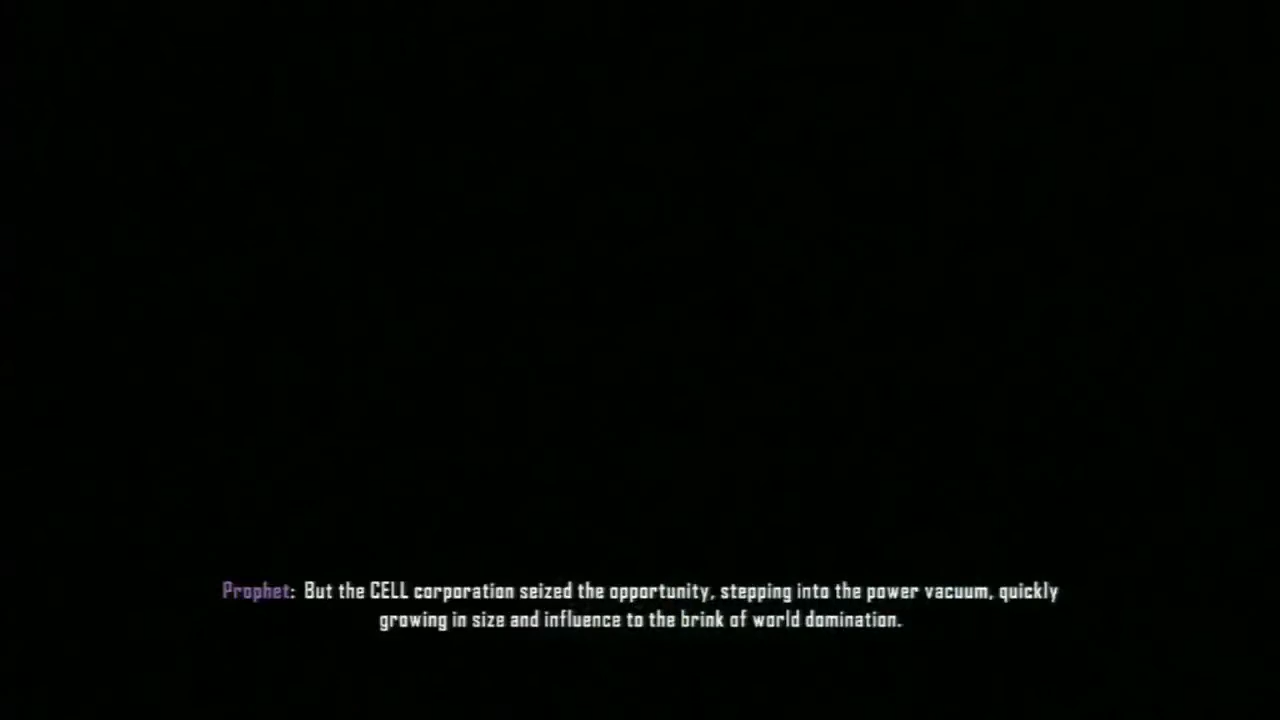 Prophet: But the CELL corporation seized the opportunity, stepping into the power vacuum, quickly
growing in size and influence to the brink of world domination.